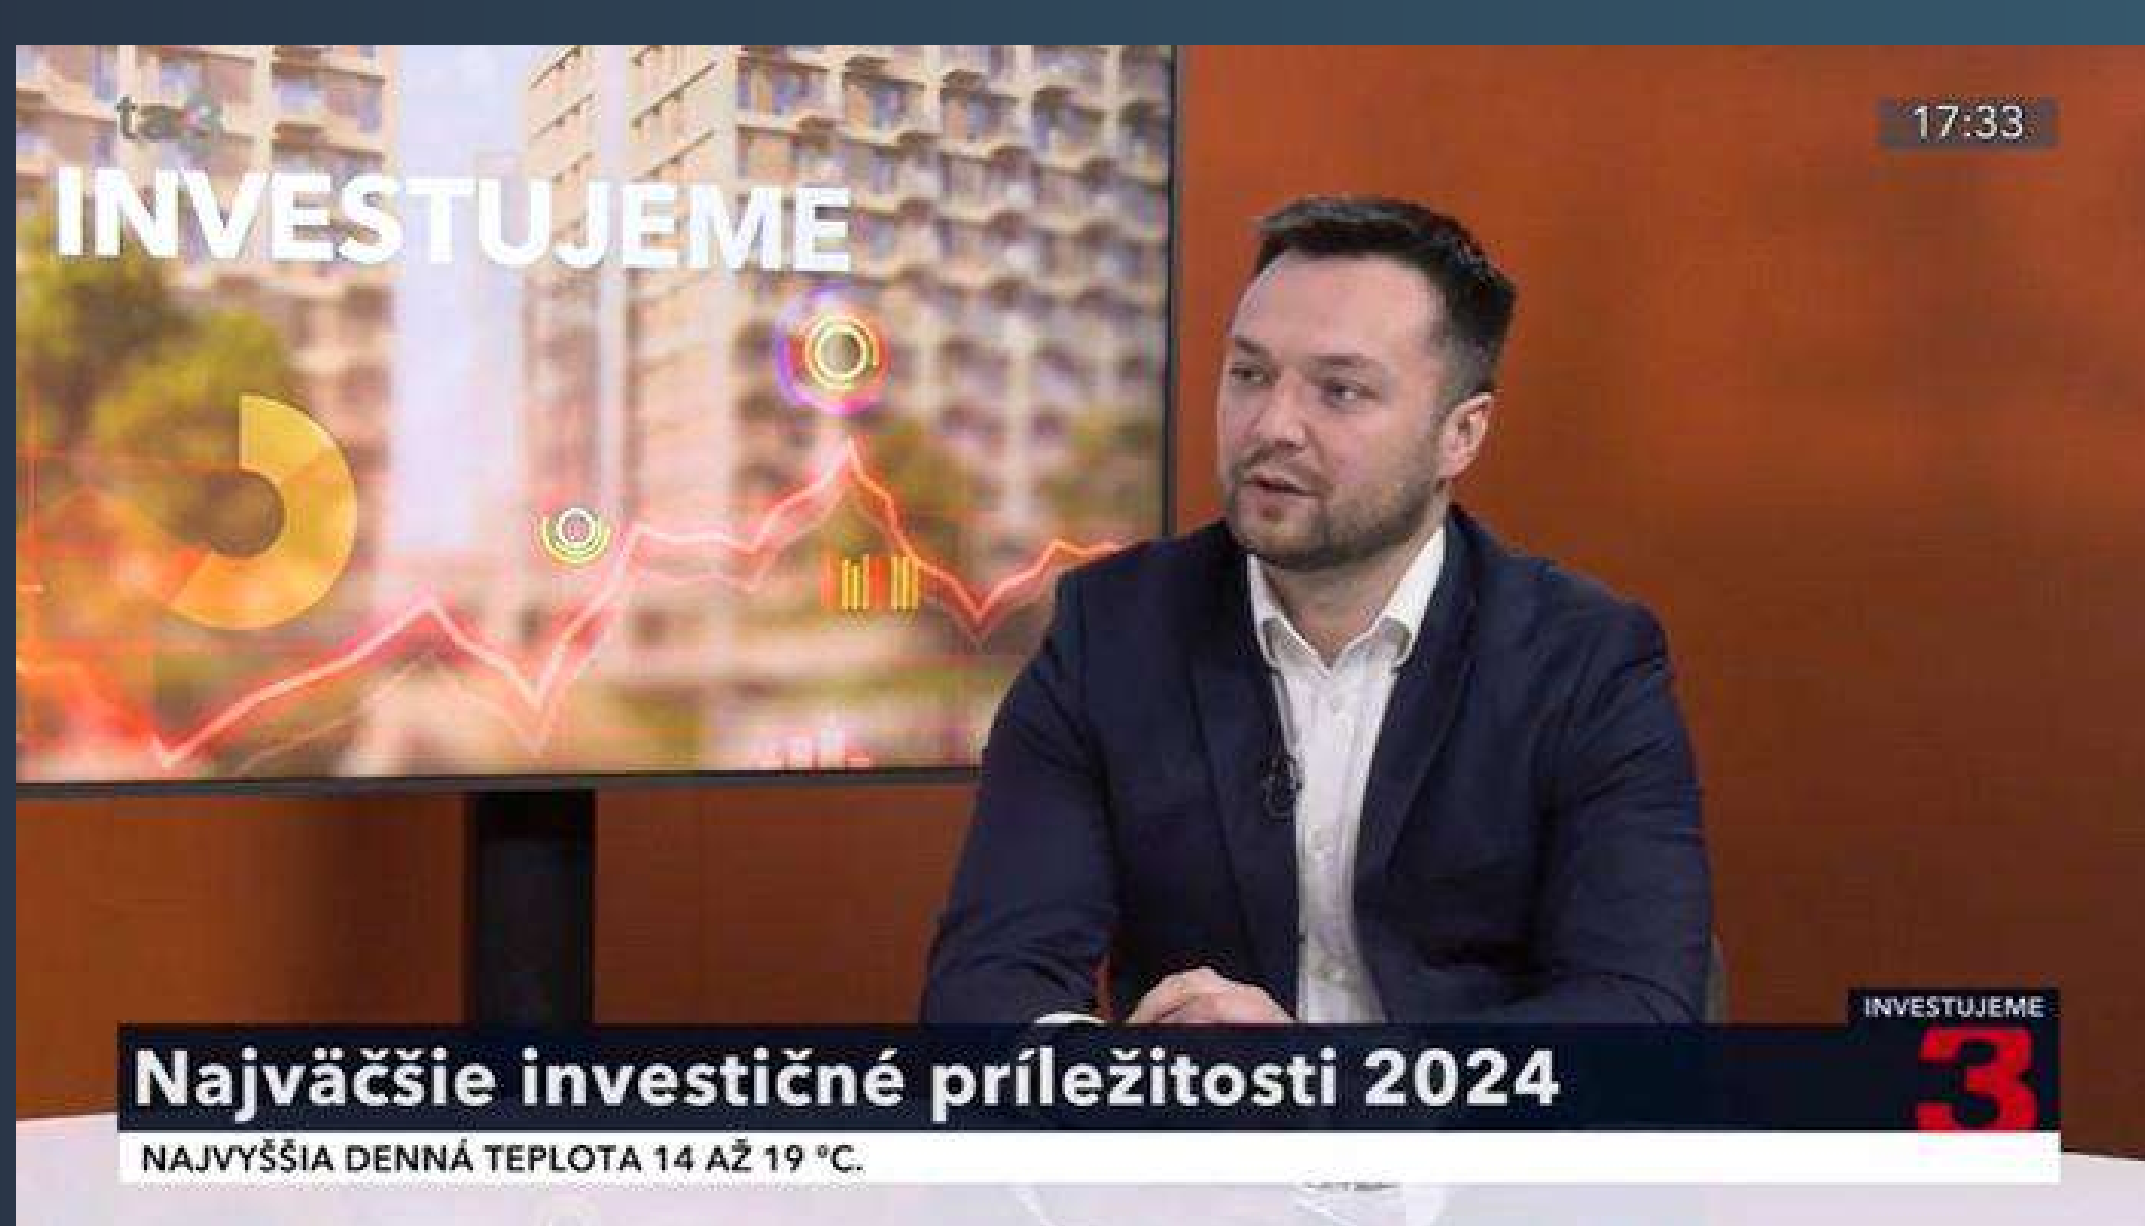 ta3
17:33
INVESTUJEME
INVESTUJEME
3
Najväčšie investičné príležitosti 2024
NAJVYŠŠIA DENNÁ TEPLOTA 14 AŽ 19 °C.